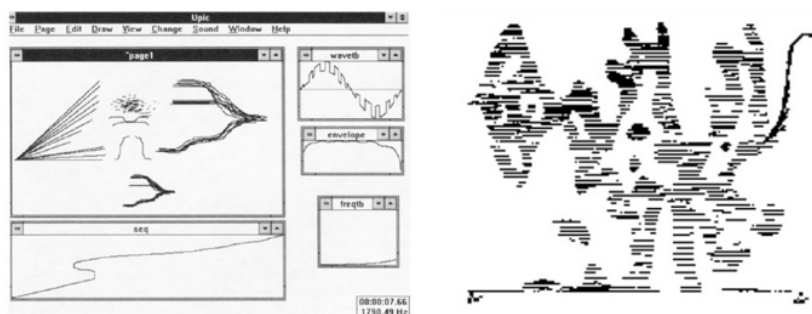 Upic
File Page Edit Draw View Change Sound Window Help
~page1
wavetb
envelope
freqtb
seq
00:00:07.66
1790.49 Hz